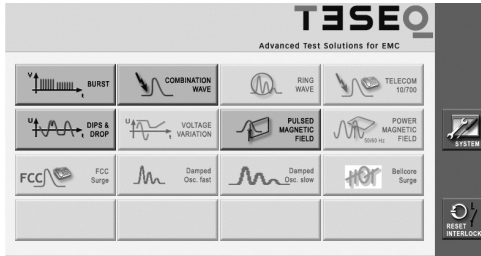 TESEQ
Advanced Test Solutions for EMC
V
t
BURST
COMBINATION
WAVE
RING
WAVE
TELECOM
10/700
U
t
DIPS &
DROP
U
t
VOLTAGE
VARIATION
PULSED
MAGNETIC
FIELD
50/60 Hz
POWER
MAGNETIC
FIELD
SYSTEM
FCC
FCC
Surge
Damped
Osc. fast
Damped
Osc. slow
HOT
Bellcore
Surge
RESET
INTERLOCK